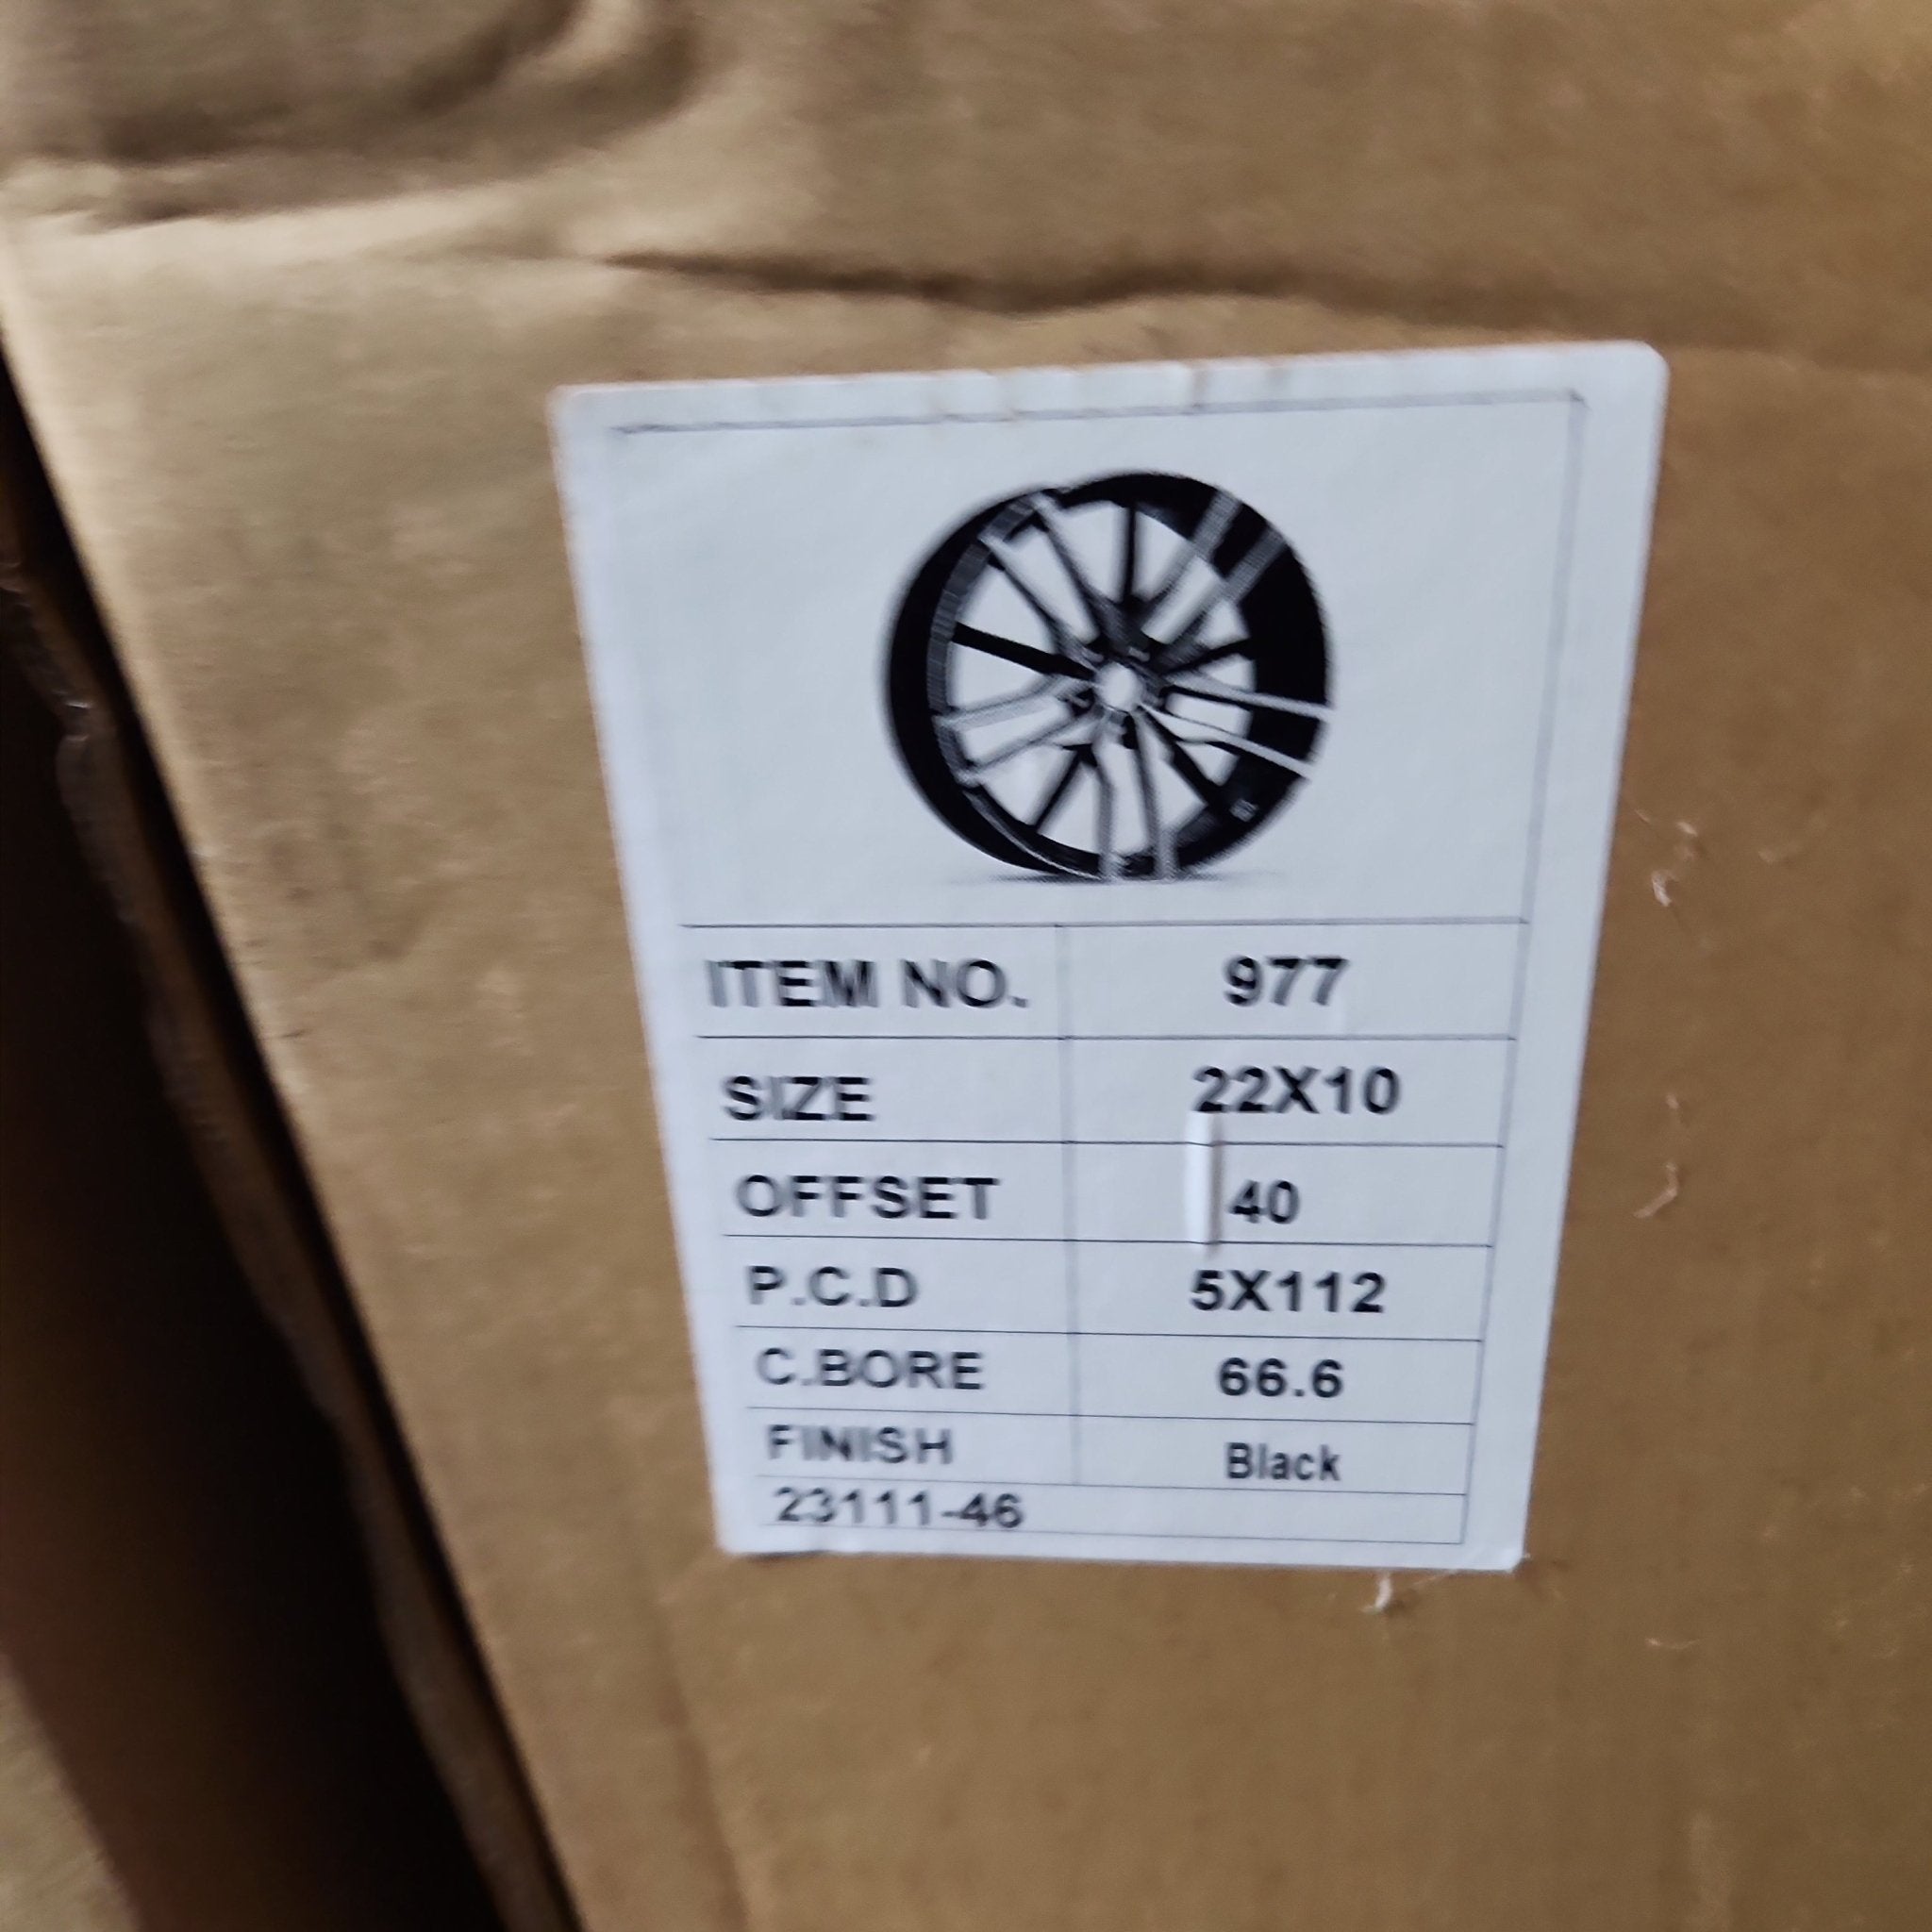 ITEM NO. 977
SIZE 22X10
OFFSET 40
P.C.D 5X112
C.BORE 66.6
FINISH Black
23111-46